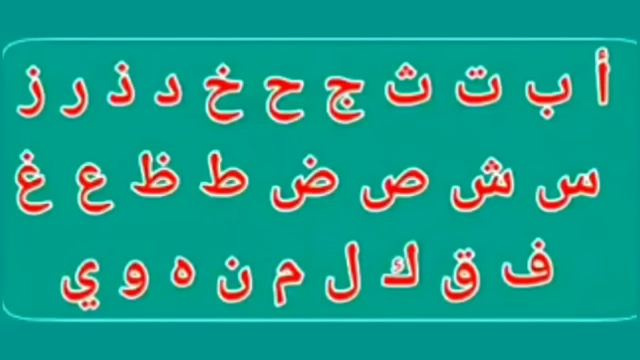 أ ب ت ث ج ح خ د ذ ر ز
س ش ص ض ط ظ ع غ
ف ق ك ل م ن ه و ي